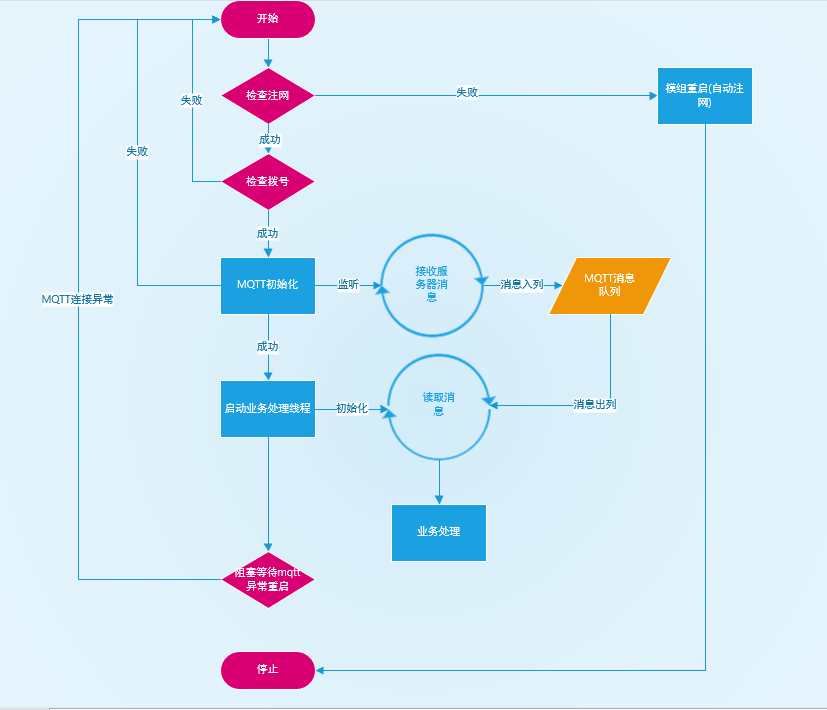 开始
检查注网
失败
模组重启(自动注
网)
失败
成功
失败
检查拨号
成功
MQTT初始化
监听
接收服
务器消
息
消息入列
MQTT消息
队列
MQTT连接异常
成功
启动业务处理线程
初始化
读取消
息
消息出列
业务处理
阻塞等待mqtt
异常重启
停止